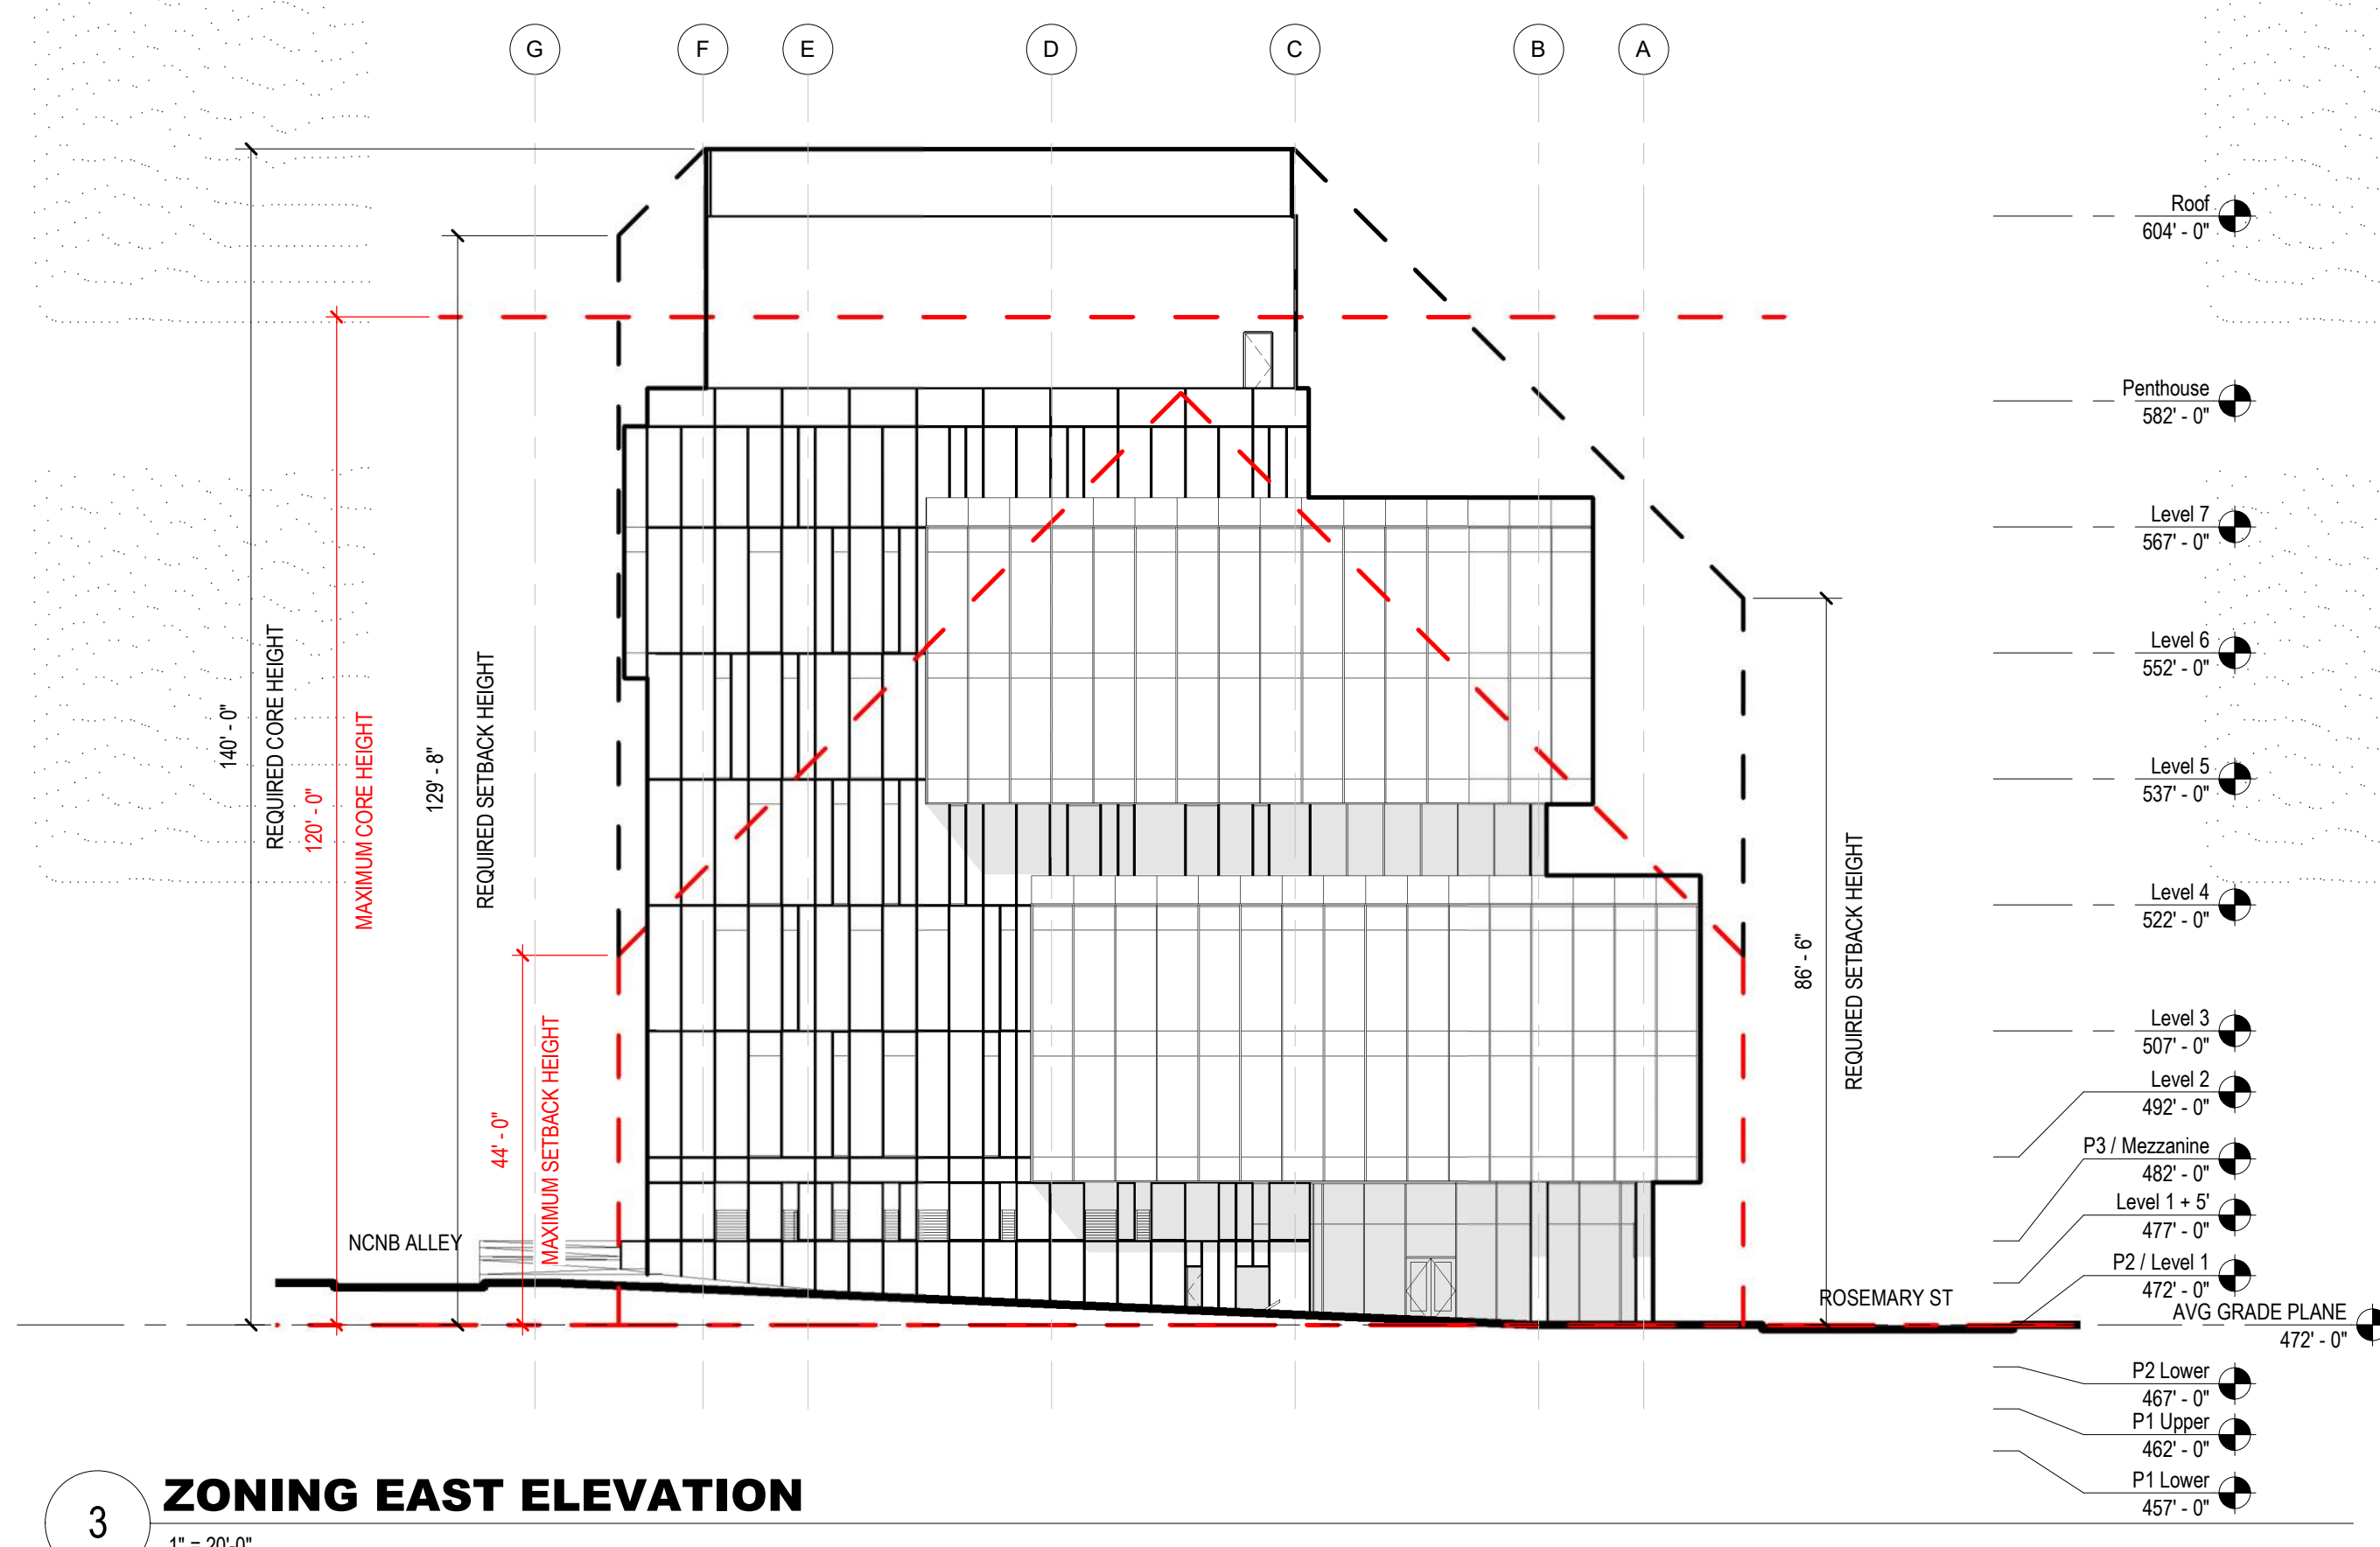 G F E D C B A
Roof
604' - 0"
Penthouse
582' - 0"
Level 7
567' - 0"
Level 6
552' - 0"
Level 5
537' - 0"
Level 4
522' - 0"
Level 3
507' - 0"
Level 2
492' - 0"
P3 / Mezzanine
482' - 0"
Level 1 + 5'
477' - 0"
P2 / Level 1
472' - 0"
AVG GRADE PLANE
472' - 0"
P2 Lower
467' - 0"
P1 Upper
462' - 0"
P1 Lower
457' - 0"
140' - 0"
REQUIRED CORE HEIGHT
120' - 0"
MAXIMUM CORE HEIGHT
129' - 8"
REQUIRED SETBACK HEIGHT
44' - 0"
MAXIMUM SETBACK HEIGHT
86' - 6"
REQUIRED SETBACK HEIGHT
NCNB ALLEY
ROSEMARY ST
3
ZONING EAST ELEVATION
1" = 20'-0"